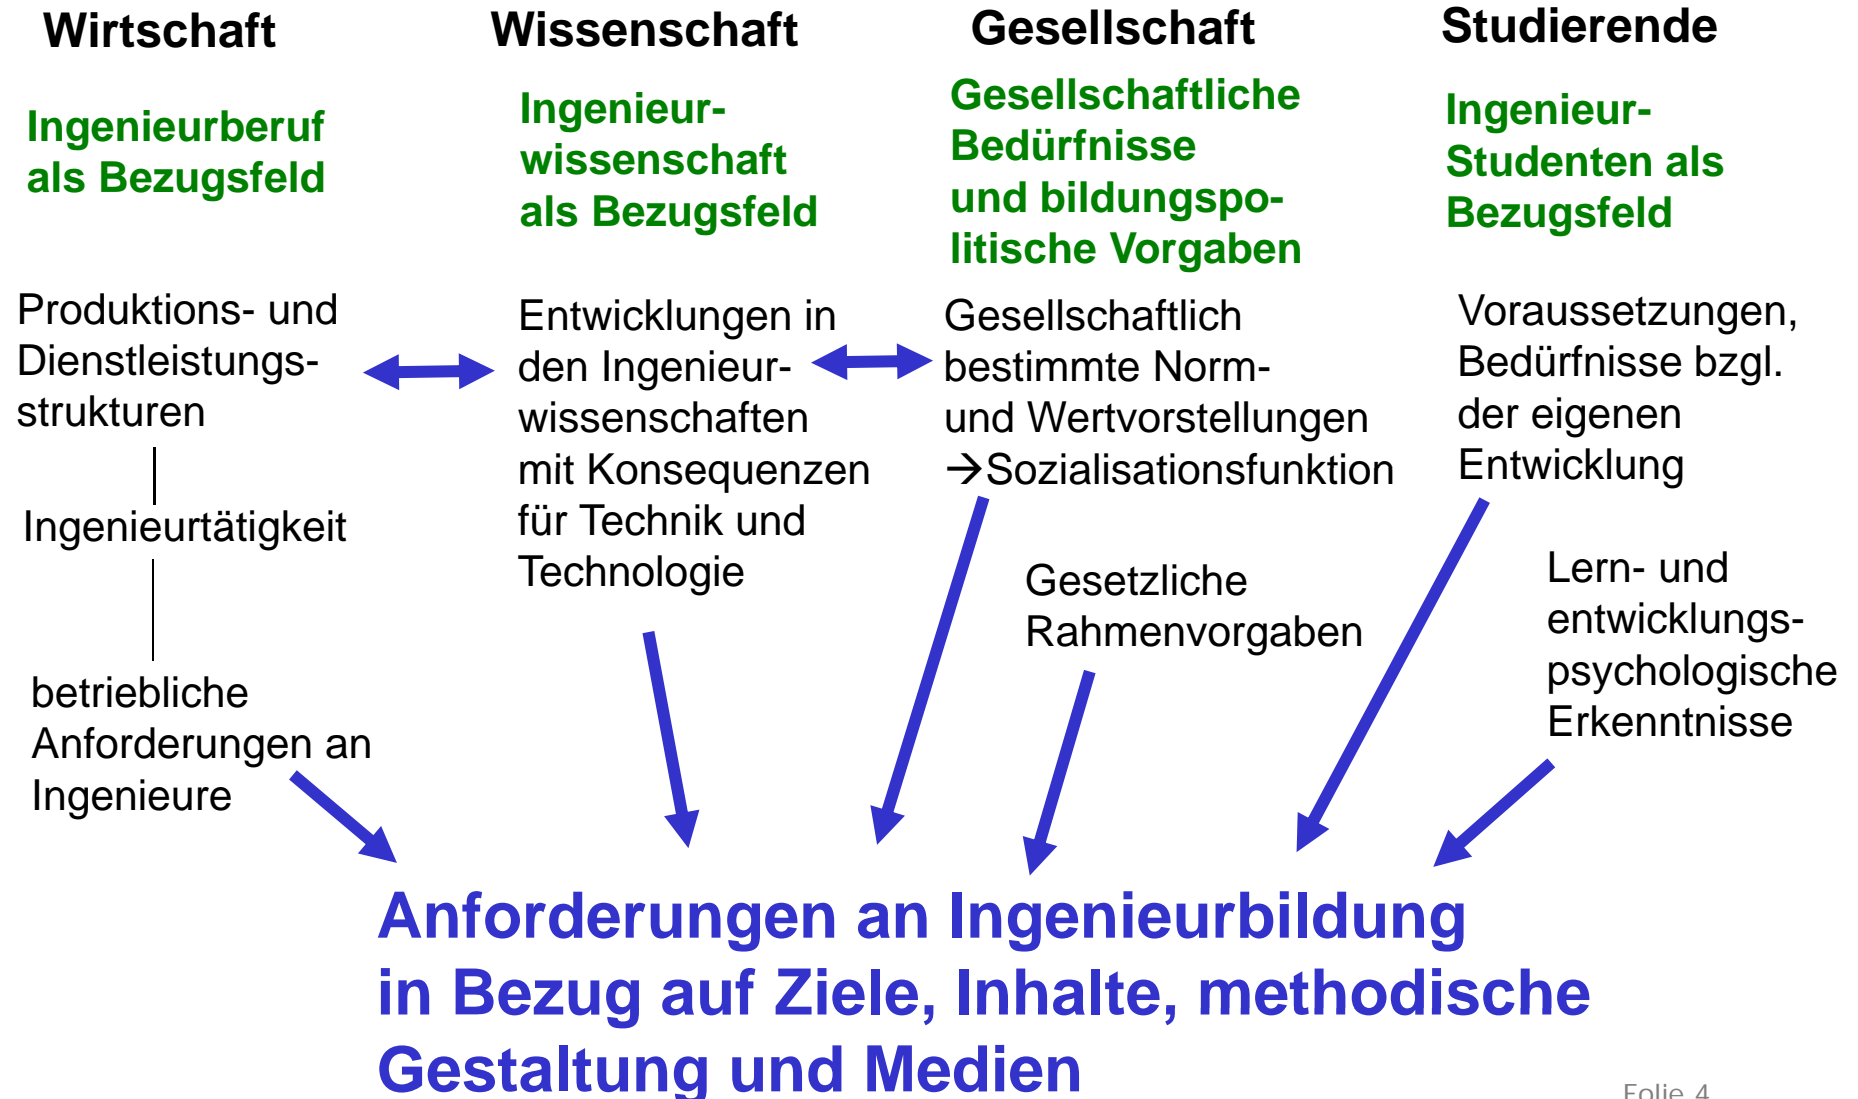 Wirtschaft
Ingenieurberuf
als Bezugsfeld
Produktions- und
Dienstleistungs-
strukturen
Ingenieurtätigkeit
betriebliche
Anforderungen an
Ingenieure
Wissenschaft
Ingenieur-
wissenschaft
als Bezugsfeld
Entwicklungen in
den Ingenieur-
wissenschaften
mit Konsequenzen
für Technik und
Technologie
Gesellschaft
Gesellschaftliche
Bedürfnisse
und bildungspo-
litische Vorgaben
Gesellschaftlich
bestimmte Norm-
und Wertvorstellungen
→Sozialisationsfunktion
Gesetzliche
Rahmenvorgaben
Studierende
Ingenieur-
Studenten als
Bezugsfeld
Voraussetzungen,
Bedürfnisse bzgl.
der eigenen
Entwicklung
Lern- und
entwicklungs-
psychologische
Erkenntnisse
Anforderungen an Ingenieurbildung
in Bezug auf Ziele, Inhalte, methodische
Gestaltung und Medien
Folie 4